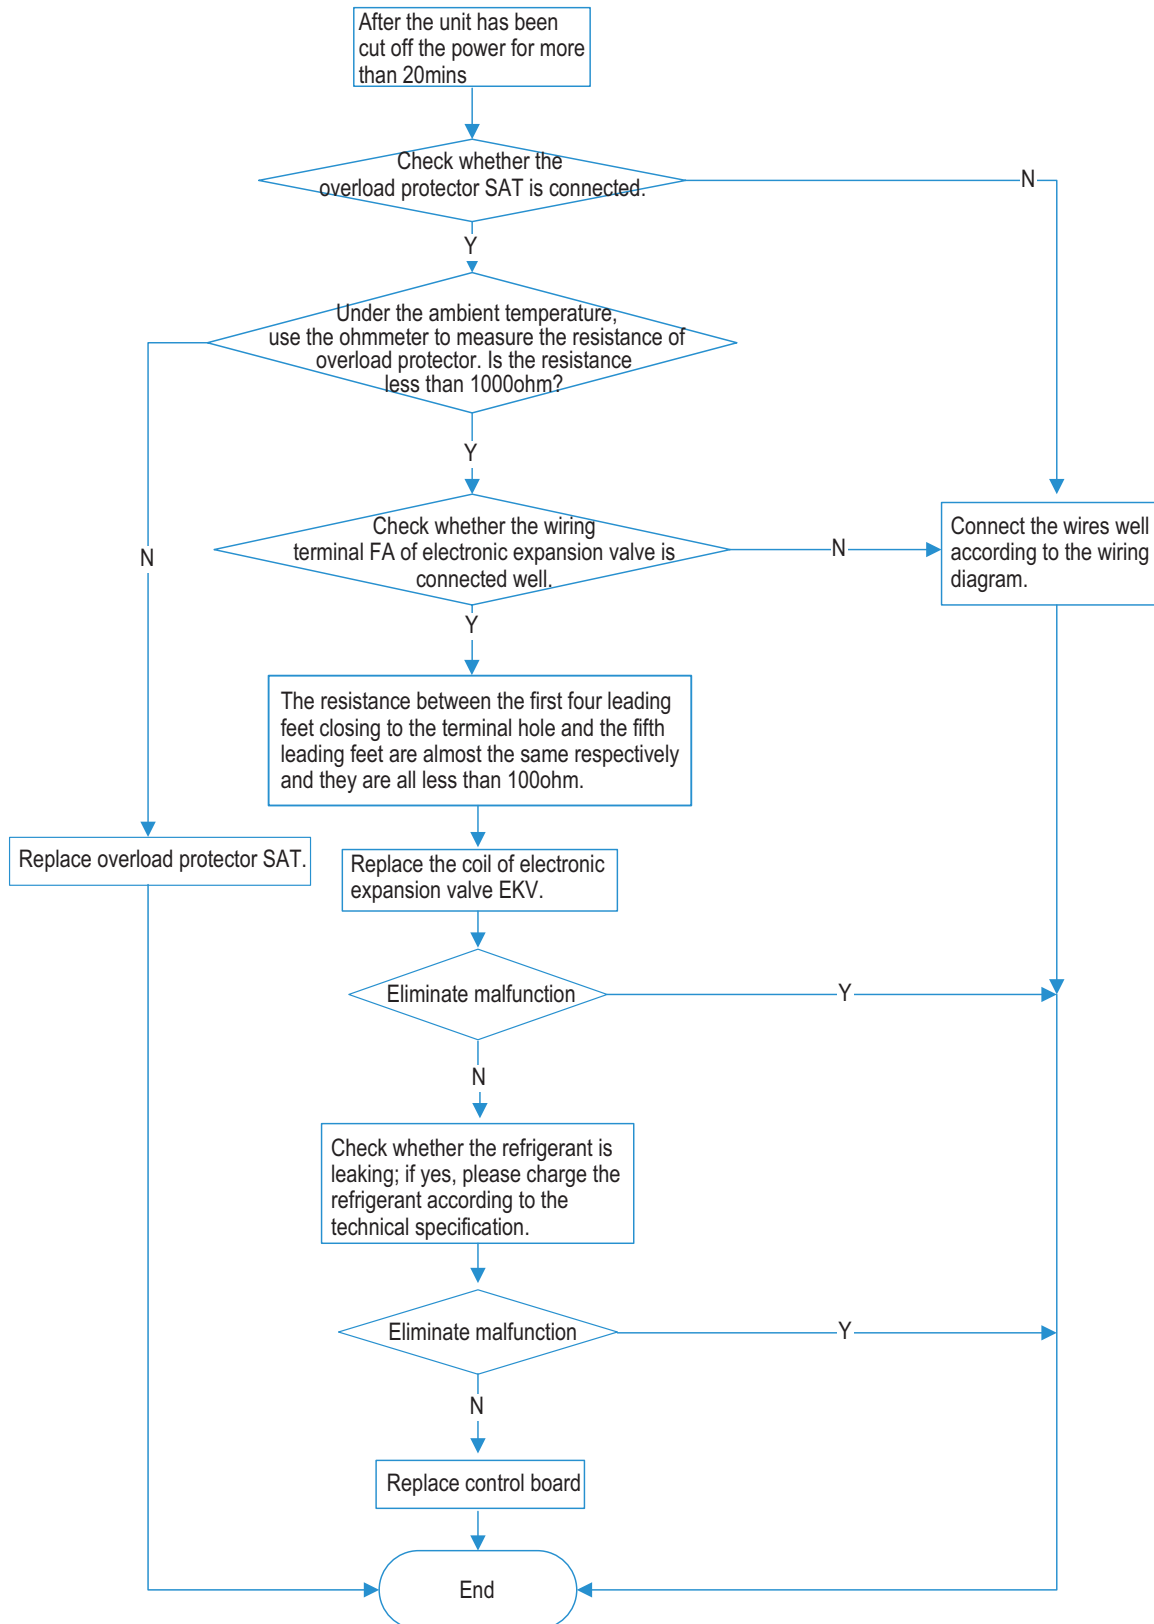 After the unit has been
cut off the power for more
than 20mins
Check whether the
overload protector SAT is connected.
N
Y
Under the ambient temperature,
use the ohmmeter to measure the resistance of
overload protector. Is the resistance
less than 1000ohm?
Y
N
Check whether the wiring
terminal FA of electronic expansion valve is
connected well.
N
Connect the wires well
according to the wiring
diagram.
Y
The resistance between the first four leading
feet closing to the terminal hole and the fifth
leading feet are almost the same respectively
and they are all less than 100ohm.
Replace overload protector SAT.
Replace the coil of electronic
expansion valve EKV.
Eliminate malfunction
Y
N
Check whether the refrigerant is
leaking; if yes, please charge the
refrigerant according to the
technical specification.
Eliminate malfunction
Y
N
Replace control board
End